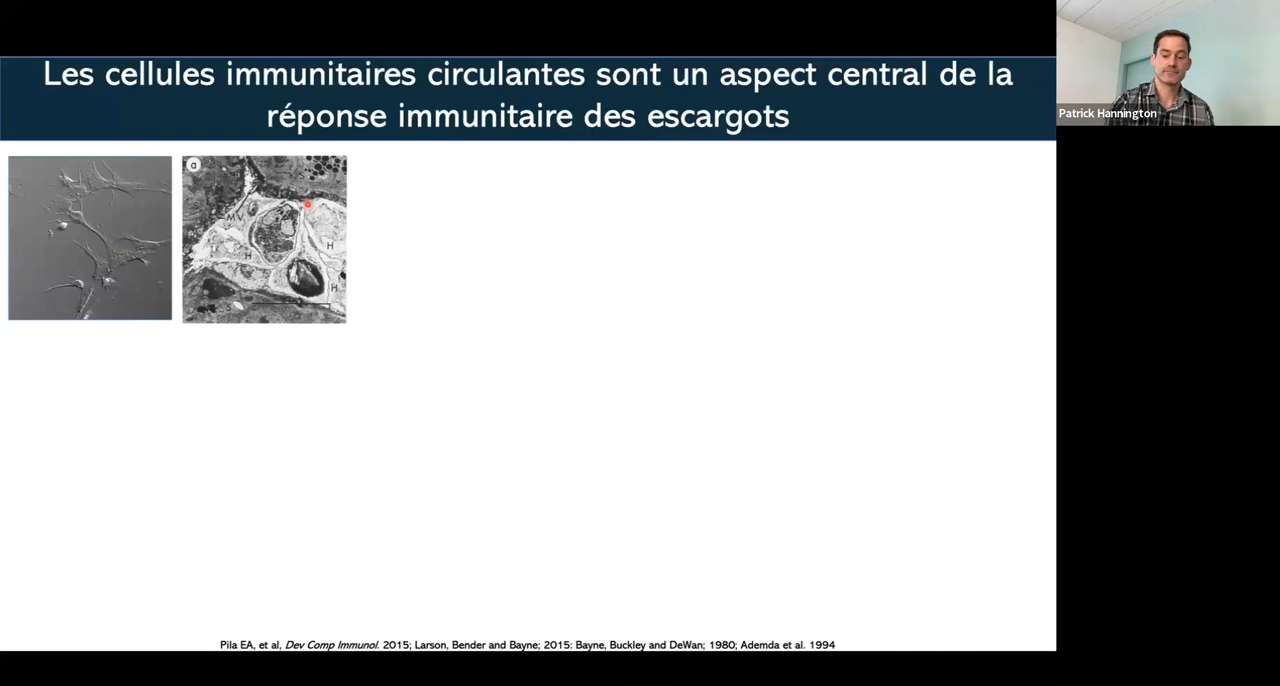 Les cellules immunitaires circulantes sont un aspect central de la
réponse immunitaire des escargots
Patrick Hannington
a
MV
H
H
H
Pila EA, et al, Dev Comp Immunol. 2015; Larson, Bender and Bayne; 2015: Bayne, Buckley and DeWan; 1980; Ademda et al. 1994